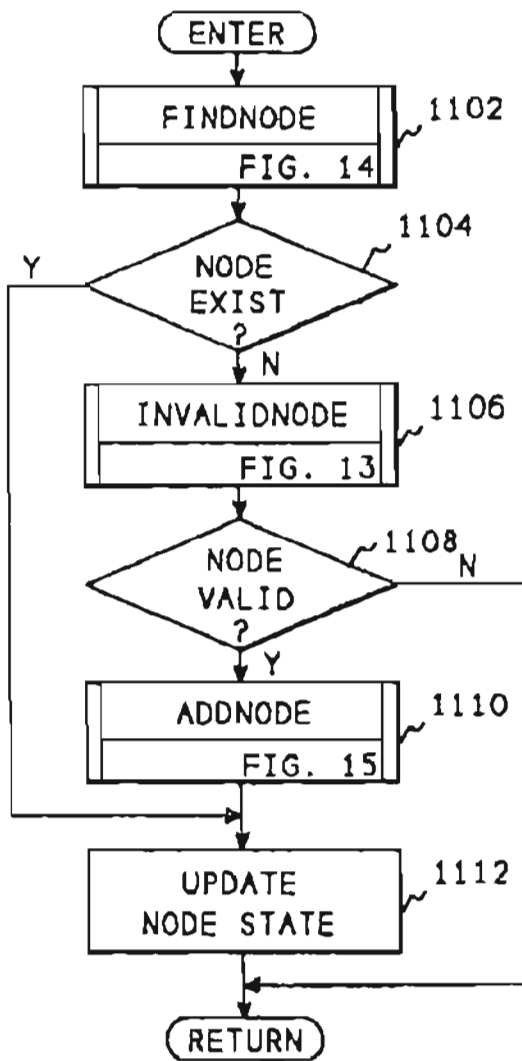 ENTER
FINDNODE
1102
FIG. 14
1104
Y
NODE
EXIST
?
N
INVALIDNODE
1106
FIG. 13
1108
NODE
N
VALID
?
Y
ADDNODE
1110
FIG. 15
UPDATE
1112
NODE STATE
RETURN